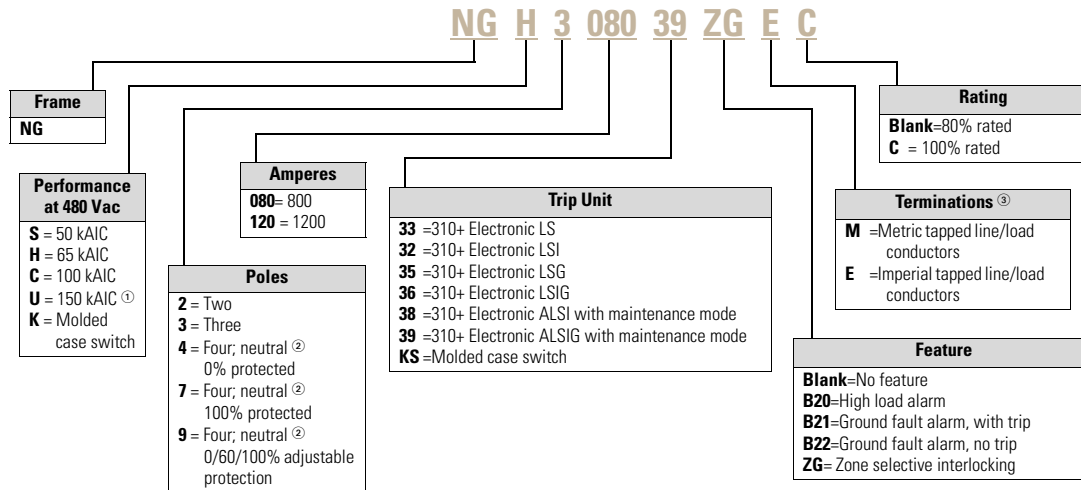 NG H 3 080 39 ZG E C
Frame
NG
Performance
at 480 Vac
S = 50 kAIC
H = 65 kAIC
C = 100 kAIC
U = 150 kAIC ①
K = Molded
case switch
Poles
2 = Two
3 = Three
4 = Four; neutral ②
0% protected
7 = Four; neutral ②
100% protected
9 = Four; neutral ②
0/60/100% adjustable
protection
Amperes
080= 800
120 = 1200
Trip Unit
33 =310+ Electronic LS
32 =310+ Electronic LSI
35 =310+ Electronic LSG
36 =310+ Electronic LSIG
38 =310+ Electronic ALSI with maintenance mode
39 =310+ Electronic ALSIG with maintenance mode
KS =Molded case switch
Feature
Blank=No feature
B20=High load alarm
B21=Ground fault alarm, with trip
B22=Ground fault alarm, no trip
ZG= Zone selective interlocking
Terminations ③
M =Metric tapped line/load
conductors
E =Imperial tapped line/load
conductors
Rating
Blank=80% rated
C = 100% rated